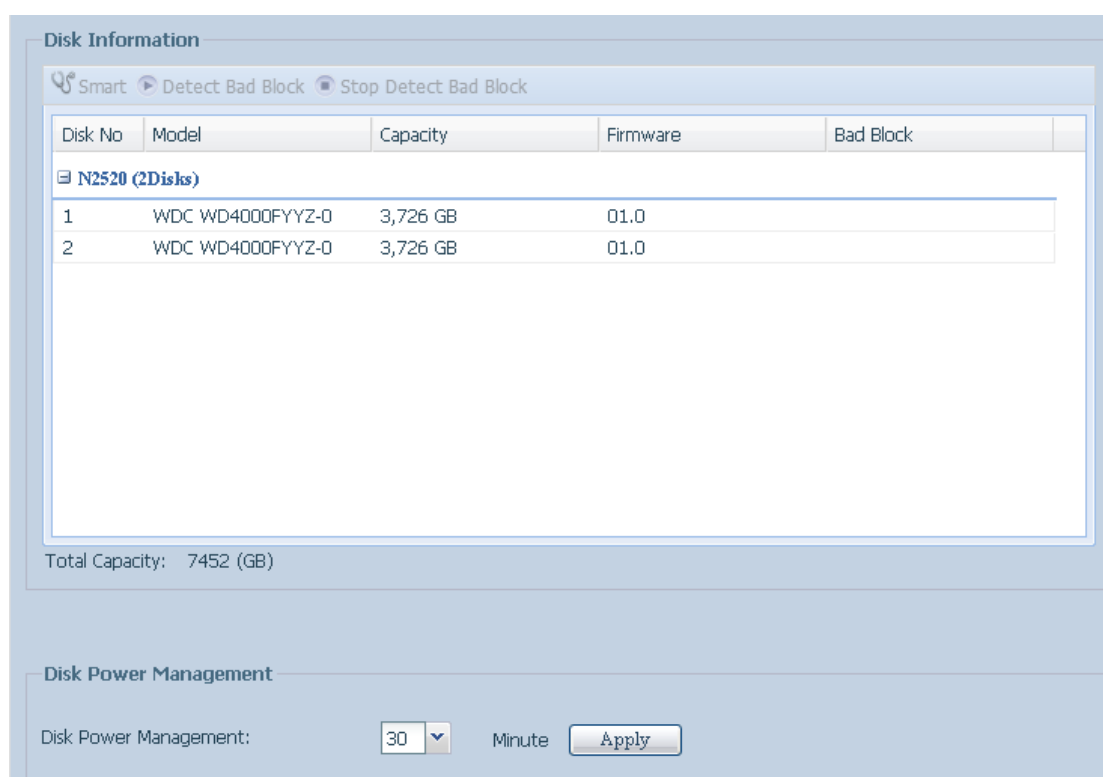 Disk Information
Smart Detect Bad Block Stop Detect Bad Block
Disk No Model Capacity Firmware Bad Block
N2520 (2Disks)
1 WDC WD4000FYYZ-0 3,726 GB 01.0
2 WDC WD4000FYYZ-0 3,726 GB 01.0
Total Capacity: 7452 (GB)
Disk Power Management
Disk Power Management: 30 Minute Apply